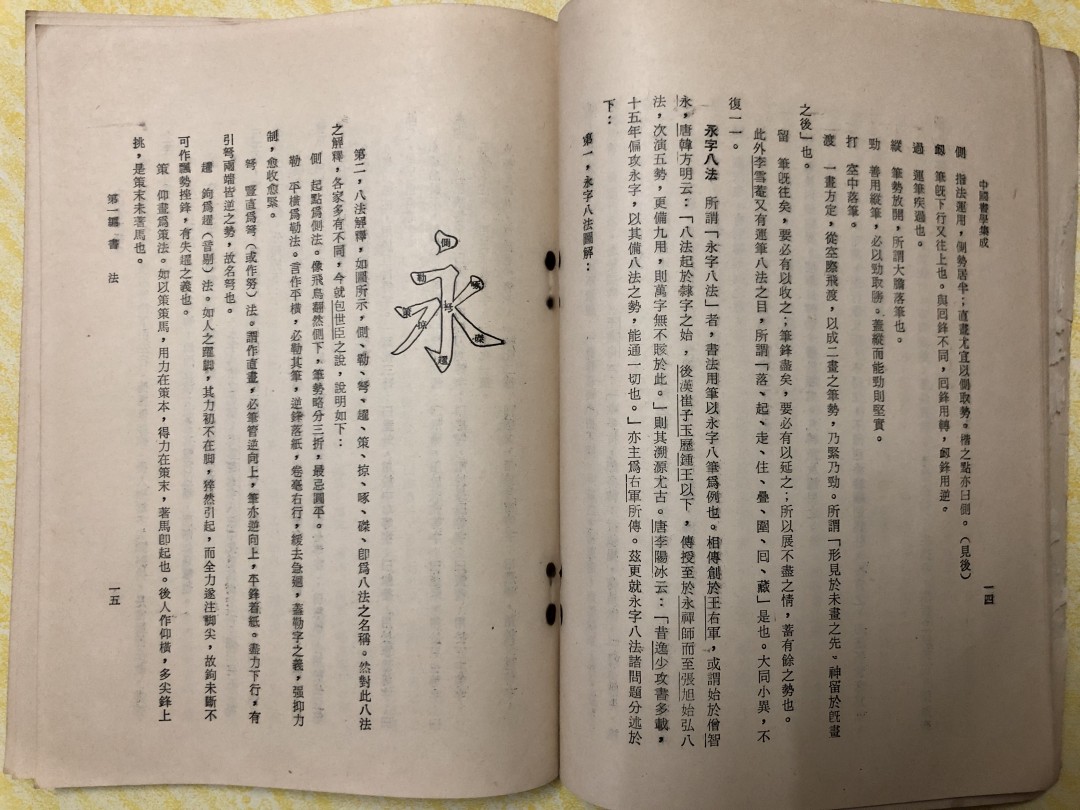 中國書學集成
一四
側　指法運用，側勢居半；直畫尤宜以側取勢。楷之點亦曰側。（見後）
衂　筆旣下行又往上也。與回鋒不同，回鋒用轉，衂鋒用逆。
過　運筆疾過也。
縱　筆勢放開，所謂大膽落筆也。
勁　善用縱筆，必以勁取勝。蓋縱而能勁則堅實。
打　空中落筆。
渡　一畫方定，從空際飛渡，以成二畫之筆勢，乃緊乃勁。所謂「形見於未畫之先，神留於旣畫
之後」也。
留　筆旣往矣，要必有以收之；筆鋒盡矣，要必有以延之；所以展不盡之情，蓄有餘之勢也。
此外李雪菴又有運筆八法之目，所謂「落、起、走、住、疊、圍、回、藏」是也。大同小異，不
復一一。
永字八法　所謂「永字八法」者，書法用筆以永字八筆爲例也。相傳創於王右軍，或謂始於僧智
永，唐韓方明云：「八法起於隸字之始，後漢崔子玉歷鍾王以下，傳授至於永禪師而至張旭始弘八
法，次演五勢，更備九用，則萬字無不該於此。」則其溯源尤古。唐李陽冰云：「昔逸少攻書多載，
十五年偏攻永字，以其備八法之勢，能通一切也。」亦主爲右軍所傳。茲更就永字八法諸問題分述於
下：
第一，永字八法圖解：
側
勒
努
趯
策
掠
啄
磔
第二，八法解釋，如圖所示，側、勒、努、趯、策、掠、啄、磔、卽爲八法之名稱。然對此八法
之解釋，各家多有不同，今就包世臣之說，說明如下：
側　起點爲側法。像飛鳥翻然側下，筆勢略分三折，最忌圓平。
勒　平橫爲勒法。言作平橫，必勒其筆，逆鋒落紙，卷毫右行，緩去急迴，蓋勒字之義，强抑力
制，愈收愈緊。
弩　豎直爲弩（或作努）法。謂作直畫，必筆管逆向上，筆亦逆向上，平鋒着紙。盡力下行，有
引弩兩端皆逆之勢，故名弩也。
趯　鉤爲趯（音剔）法。如人之躍脚，其力初不在脚，猝然引起，而全力遂注脚尖，故鉤未斷不
可作飄勢挫鋒，有失趯之義也。
策　仰畫爲策法。如以策策馬，用力在策本，得力在策末，著馬卽起也。後人作仰橫，多尖鋒上
挑，是策末未著馬也。
第一編　書　法
一五